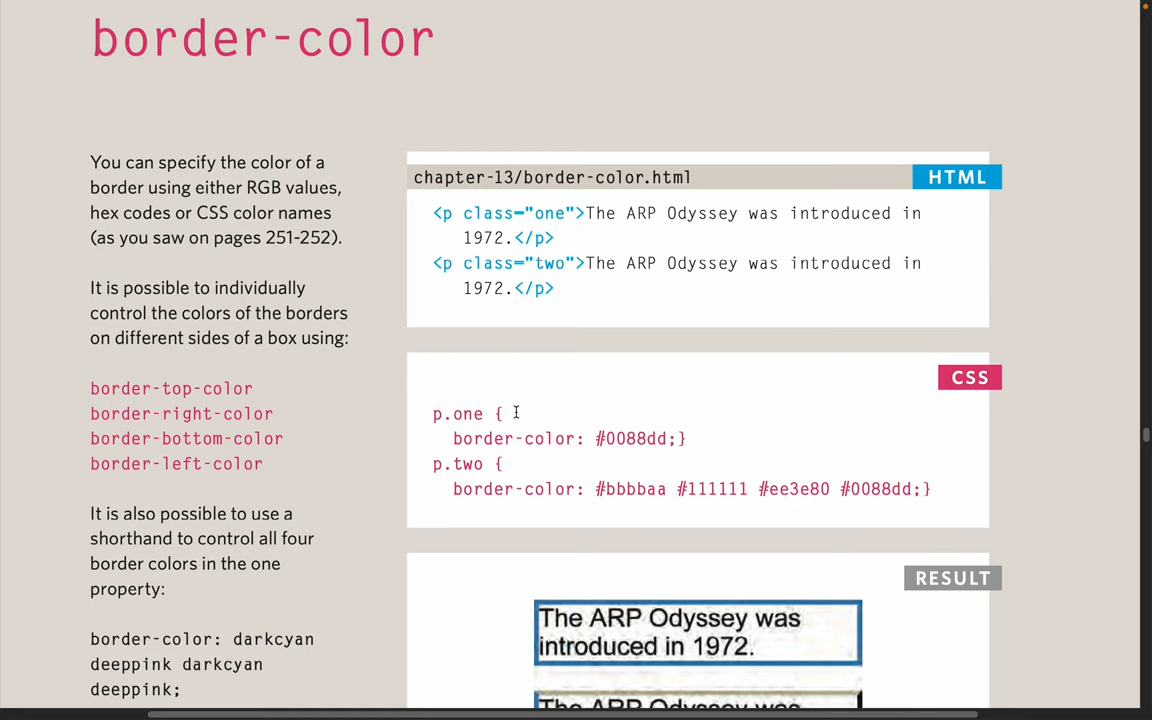 border-color
You can specify the color of a
border using either RGB values,
hex codes or CSS color names
(as you saw on pages 251-252).
It is possible to individually
control the colors of the borders
on different sides of a box using:
border-top-color
border-right-color
border-bottom-color
border-left-color
It is also possible to use a
shorthand to control all four
border colors in the one
property:
border-color: darkcyan
deeppink darkcyan
deeppink;
chapter-13/border-color.html
HTML
<p class="one">The ARP Odyssey was introduced in
1972.</p>
<p class="two">The ARP Odyssey was introduced in
1972.</p>
CSS
p.one {
border-color: #0088dd;}
p.two {
border-color: #bbbbaa #111111 #ee3e80 #0088dd;}
RESULT
The ARP Odyssey was
introduced in 1972.
The ARP Odyssey was